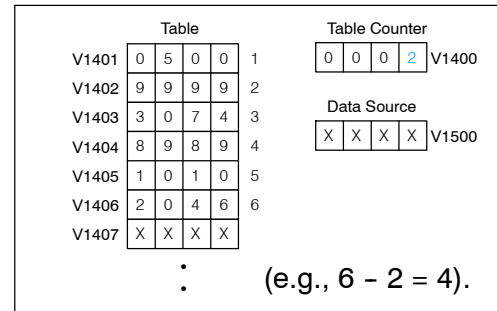 Table
Table Counter
V1401 0 5 0 0 1
0 0 0 2 V1400
V1402 9 9 9 9 2
V1403 3 0 7 4 3
Data Source
V1404 8 9 8 9 4
X X X X V1500
V1405 1 0 1 0 5
V1406 2 0 4 6 6
V1407 X X X X
(e.g., 6 - 2 = 4).